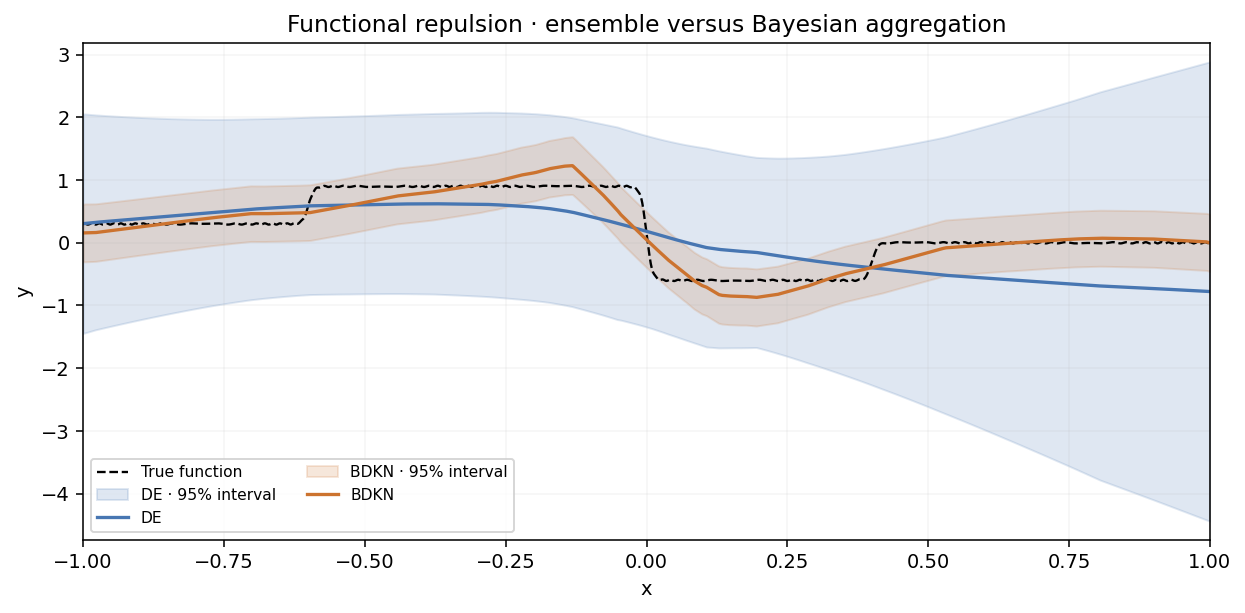 Functional repulsion · ensemble versus Bayesian aggregation
3
2
1
0
−1
−2
−3
−4
y
True function
DE · 95% interval
DE
BDKN · 95% interval
BDKN
−1.00
−0.75
−0.50
−0.25
0.00
0.25
0.50
0.75
1.00
x